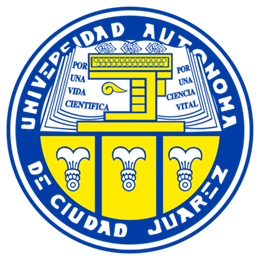 UNIVERSIDAD AUTONOMA
DE CIUDAD JUAREZ
POR
UNA
VIDA
CIENTIFICA
POR
UNA
CIENCIA
VITAL